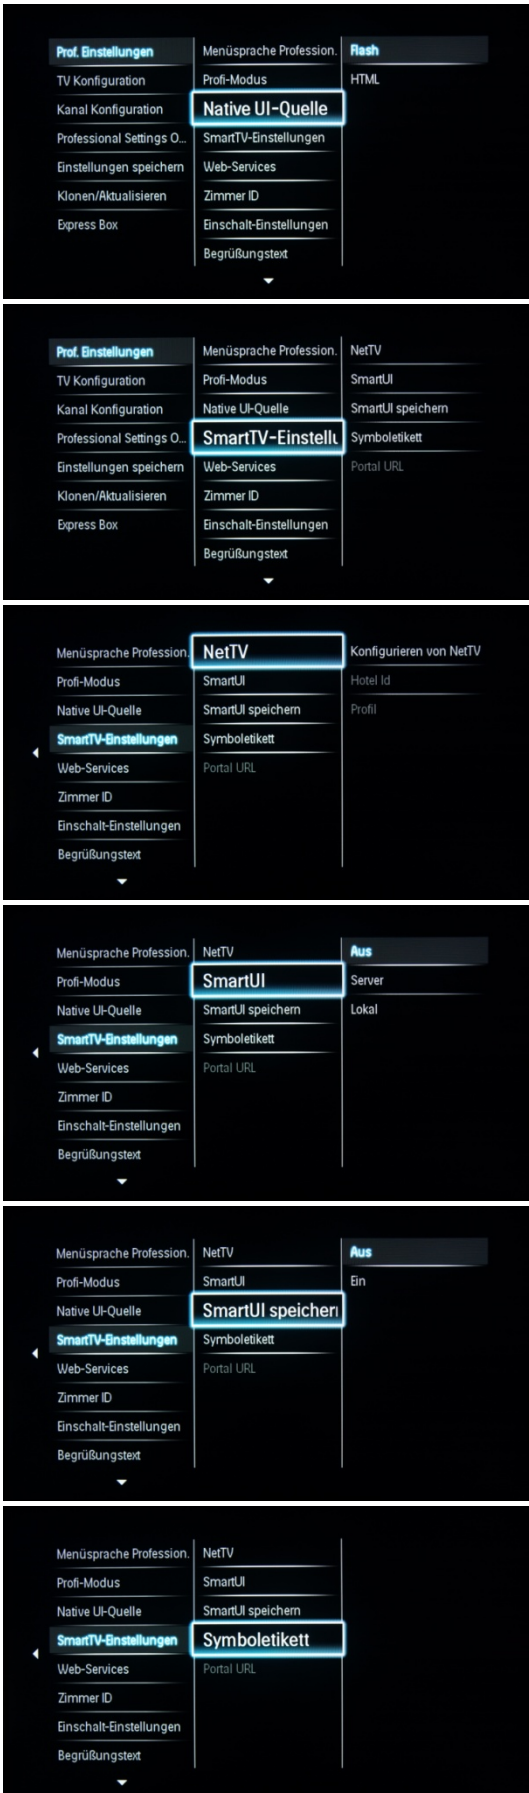 Prof. Einstellungen
TV Konfiguration
Kanal Konfiguration
Professional Settings O...
Einstellungen speichern
Klonen/Aktualisieren
Express Box
Menüsprache Profession.
Profi-Modus
Native UI-Quelle
SmartTV-Einstellungen
Web-Services
Zimmer ID
Einschalt-Einstellungen
Begrüßungstext
Flash
HTML
Prof. Einstellungen
TV Konfiguration
Kanal Konfiguration
Professional Settings O...
Einstellungen speichern
Klonen/Aktualisieren
Express Box
Menüsprache Profession.
Profi-Modus
Native UI-Quelle
SmartTV-Einstellu
Web-Services
Zimmer ID
Einschalt-Einstellungen
Begrüßungstext
NetTV
SmartUI
SmartUI speichern
Symboletikett
Portal URL
Menüsprache Profession.
Profi-Modus
Native UI-Quelle
SmartTV-Einstellungen
Web-Services
Zimmer ID
Einschalt-Einstellungen
Begrüßungstext
NetTV
SmartUI
SmartUI speichern
Symboletikett
Portal URL
Konfigurieren von NetTV
Hotel Id
Profil
Menüsprache Profession.
Profi-Modus
Native UI-Quelle
SmartTV-Einstellungen
Web-Services
Zimmer ID
Einschalt-Einstellungen
Begrüßungstext
NetTV
SmartUI
SmartUI speichern
Symboletikett
Portal URL
Aus
Server
Lokal
Menüsprache Profession.
Profi-Modus
Native UI-Quelle
SmartTV-Einstellungen
Web-Services
Zimmer ID
Einschalt-Einstellungen
Begrüßungstext
NetTV
SmartUI
SmartUI speichern
Symboletikett
Portal URL
Aus
Ein
Menüsprache Profession.
Profi-Modus
Native UI-Quelle
SmartTV-Einstellungen
Web-Services
Zimmer ID
Einschalt-Einstellungen
Begrüßungstext
NetTV
SmartUI
SmartUI speichern
Symboletikett
Portal URL